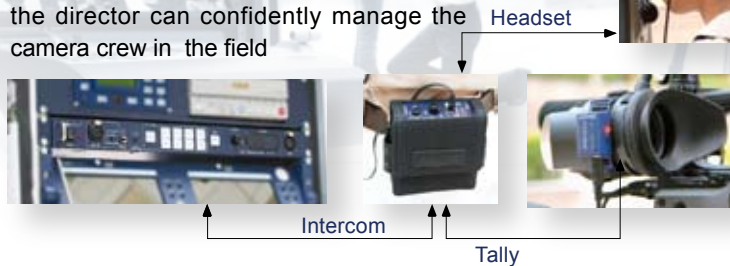 the director can confidently manage the
camera crew in the field
Headset
Intercom
Tally